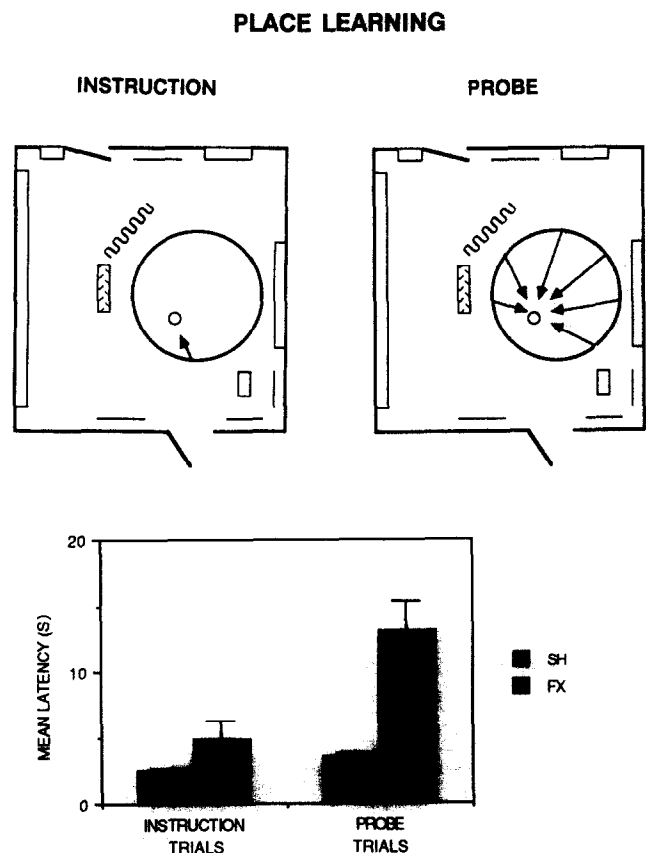 PLACE LEARNING
INSTRUCTION
PROBE
20
10
0
MEAN LATENCY (S)
SH
FX
INSTRUCTION
TRIALS
PROBE
TRIALS